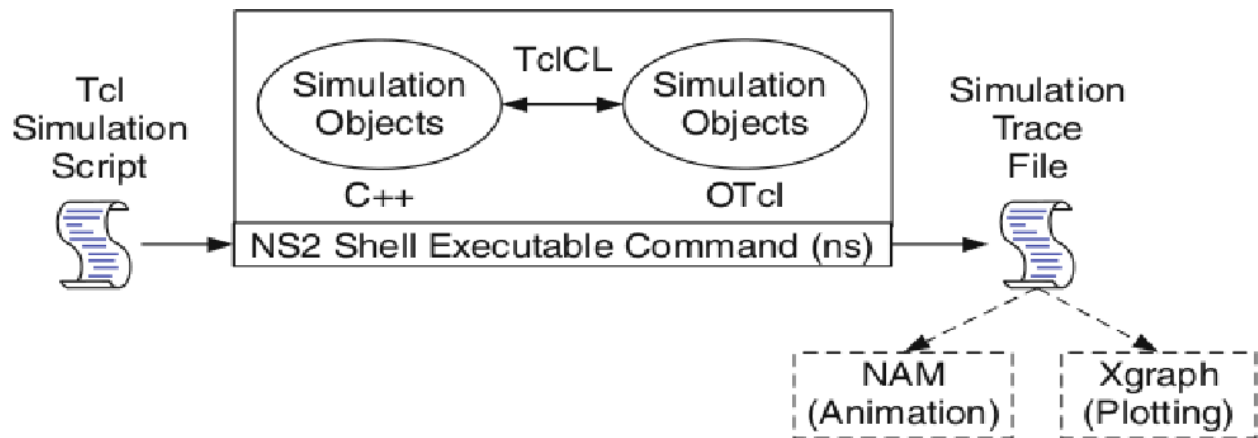 Tcl
Simulation
Script
TclCL
Simulation
Objects
C++
Simulation
Objects
OTcl
NS2 Shell Executable Command (ns)
Simulation
Trace
File
NAM
(Animation)
Xgraph
(Plotting)